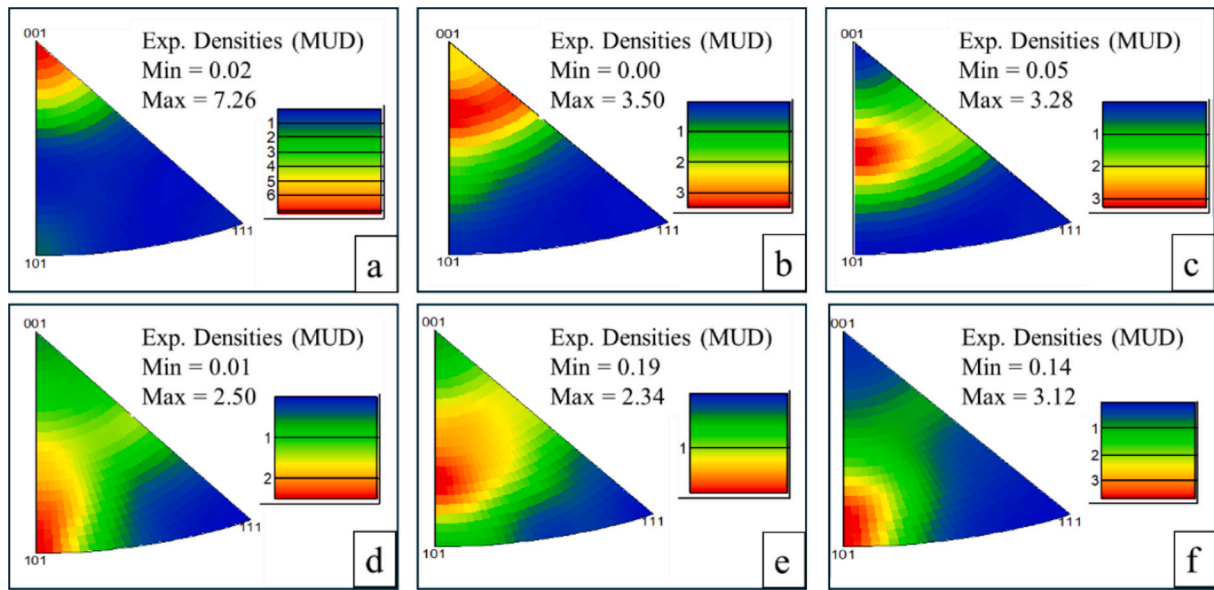 001
Exp. Densities (MUD)
Min = 0.02
Max = 7.26
1
2
3
4
5
6
111
101
a
001
Exp. Densities (MUD)
Min = 0.00
Max = 3.50
1
2
3
111
101
b
001
Exp. Densities (MUD)
Min = 0.05
Max = 3.28
1
2
3
111
101
c
001
Exp. Densities (MUD)
Min = 0.01
Max = 2.50
1
2
111
101
d
001
Exp. Densities (MUD)
Min = 0.19
Max = 2.34
1
111
101
e
001
Exp. Densities (MUD)
Min = 0.14
Max = 3.12
1
2
3
111
101
f